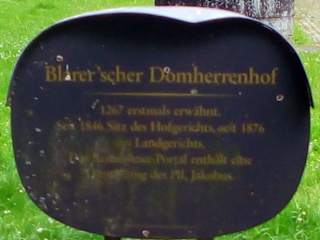 Blarer'scher Domherrenhof
1267 erstmals erwähnt.
Seit 1846 Sitz des Hofgerichts, seit 1876
des Landgerichts.
Das Portal enthält eine
des Hl. Jakobus.